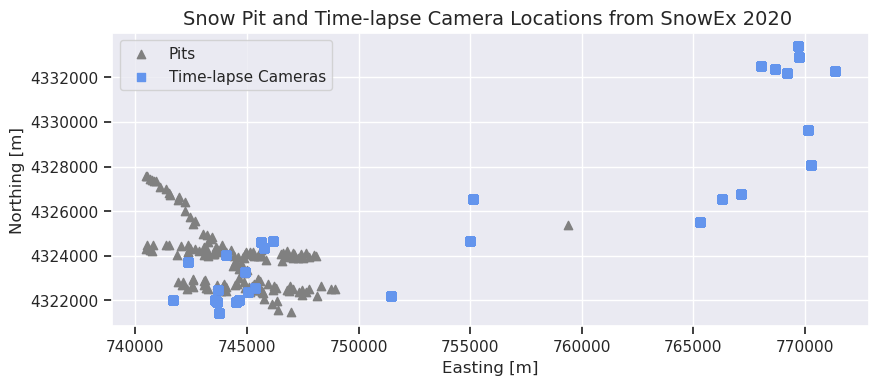 Snow Pit and Time-lapse Camera Locations from SnowEx 2020
Pits
Time-lapse Cameras
4332000
4330000
4328000
4326000
4324000
4322000
Northing [m]
740000 745000 750000 755000 760000 765000 770000
Easting [m]